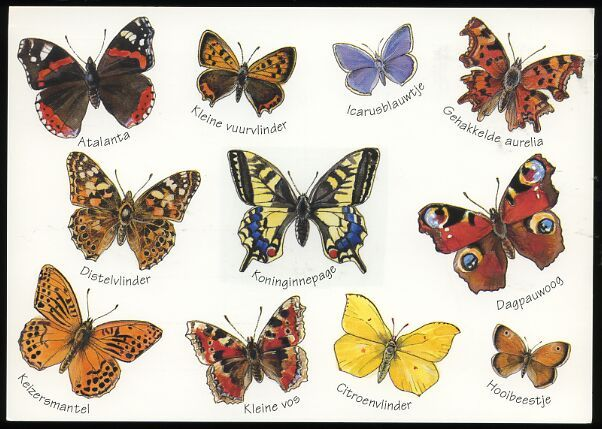 Atalanta
Kleine vuurvlinder
Icarusblauwtje
Gehakkelde aurelia
Distelvlinder
Koninginnepage
Dagpauwoog
Keizersmantel
Kleine vos
Citroenvlinder
Hooibeestje